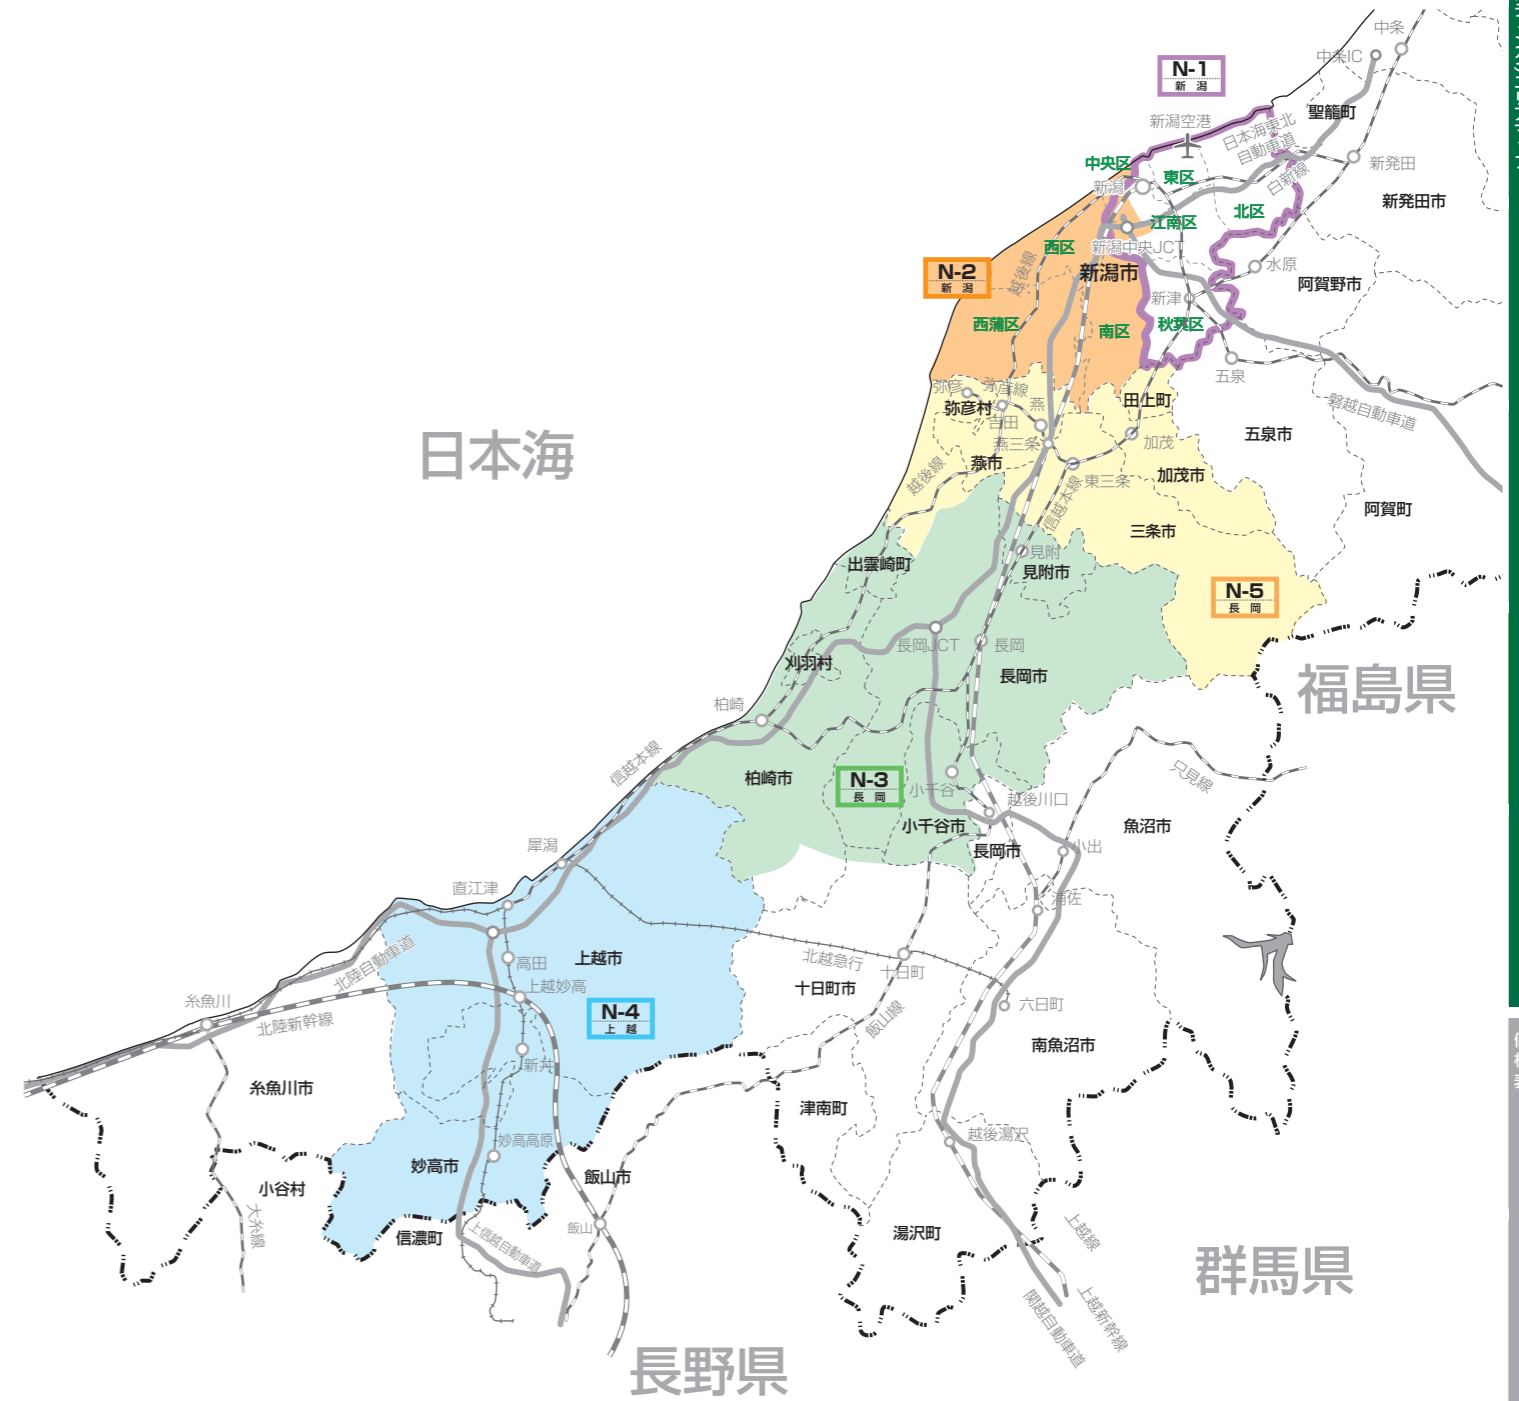 中条
中条IC
N-1
新 潟
聖籠町
新潟空港
日本海東北
自動車道
新発田
中央区
東区
白新線
新潟
新発田市
北区
江南区
西区
新潟中央JCT
越後線
水原
N-2
新 潟
新潟市
阿賀野市
新津
西蒲区
南区
秋葉区
五泉
弥彦
弥彦線
弥彦村
燕
田上町
磐越自動車道
吉田
燕三条
加茂
五泉市
日本海
燕市
越後線
東三条
加茂市
信越本線
阿賀町
三条市
見附
出雲崎町
見附市
N-5
長 岡
長岡JCT
長岡
刈羽村
長岡市
福島県
柏崎
信越本線
柏崎市
N-3
長 岡
小千谷
只見線
越後川口
小千谷市
魚沼市
犀潟
長岡市
小出
直江津
浦佐
北陸自動車道
高田
上越市
北越急行
十日町
上越妙高
十日町市
糸魚川
北陸新幹線
N-4
上 越
飯山線
六日町
新井
南魚沼市
糸魚川市
津南町
妙高高原
越後湯沢
妙高市
飯山市
小谷村
大糸線
信濃町
上信越自動車道
飯山
湯沢町
上越線
群馬県
関越自動車道
上越新幹線
長野県